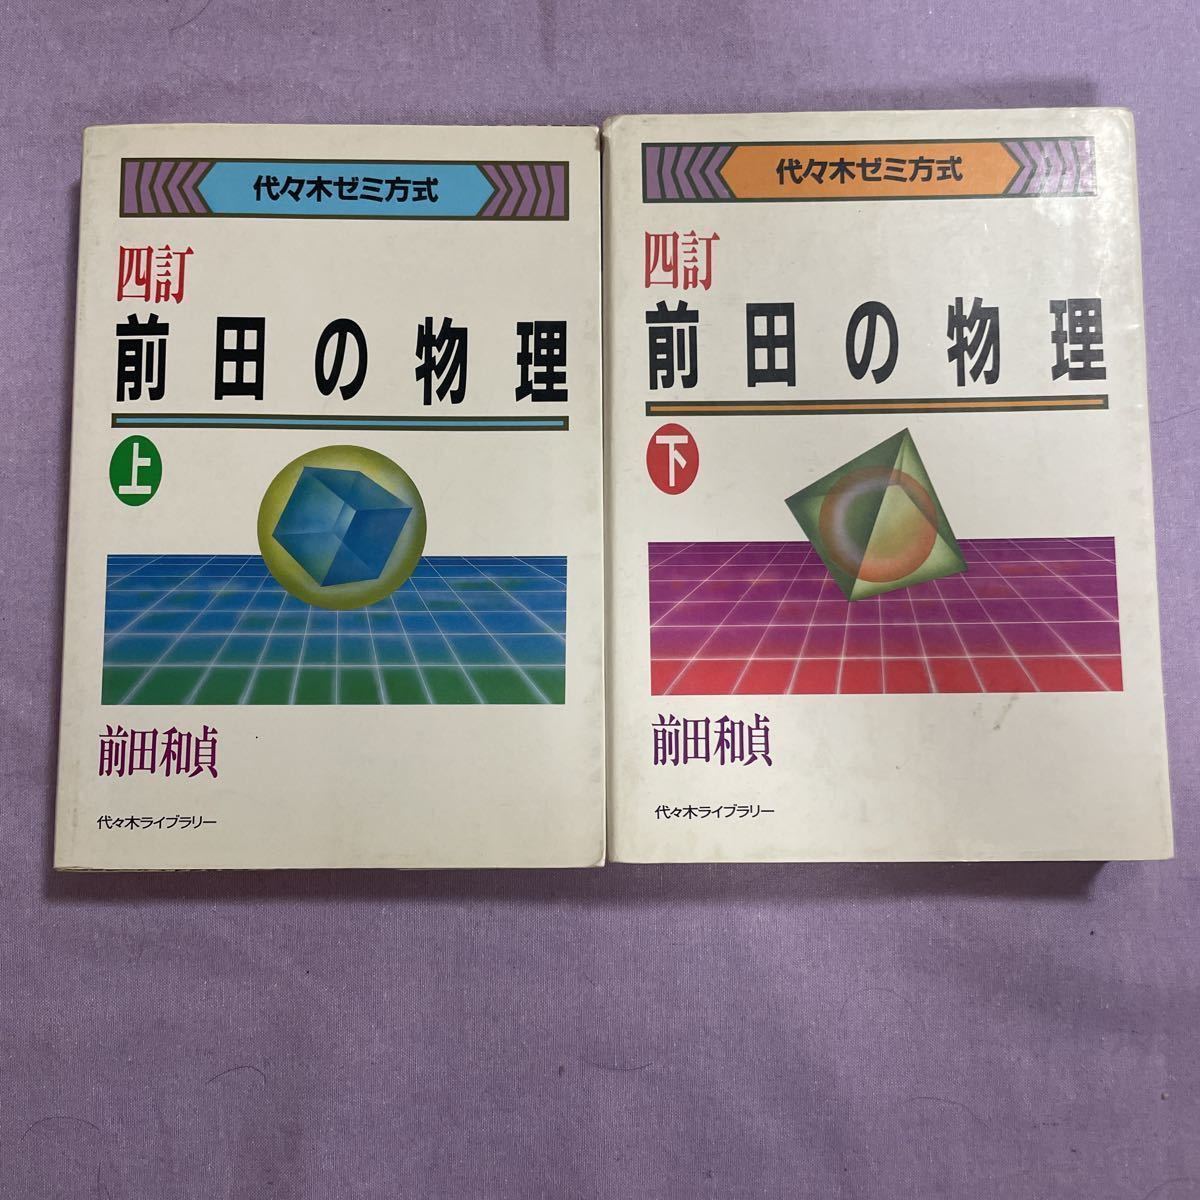 代々木ゼミ方式
四訂
前田の物理
上
前田和貞
代々木ライブラリー
代々木ゼミ方式
四訂
前田の物理
下
前田和貞
代々木ライブラリー